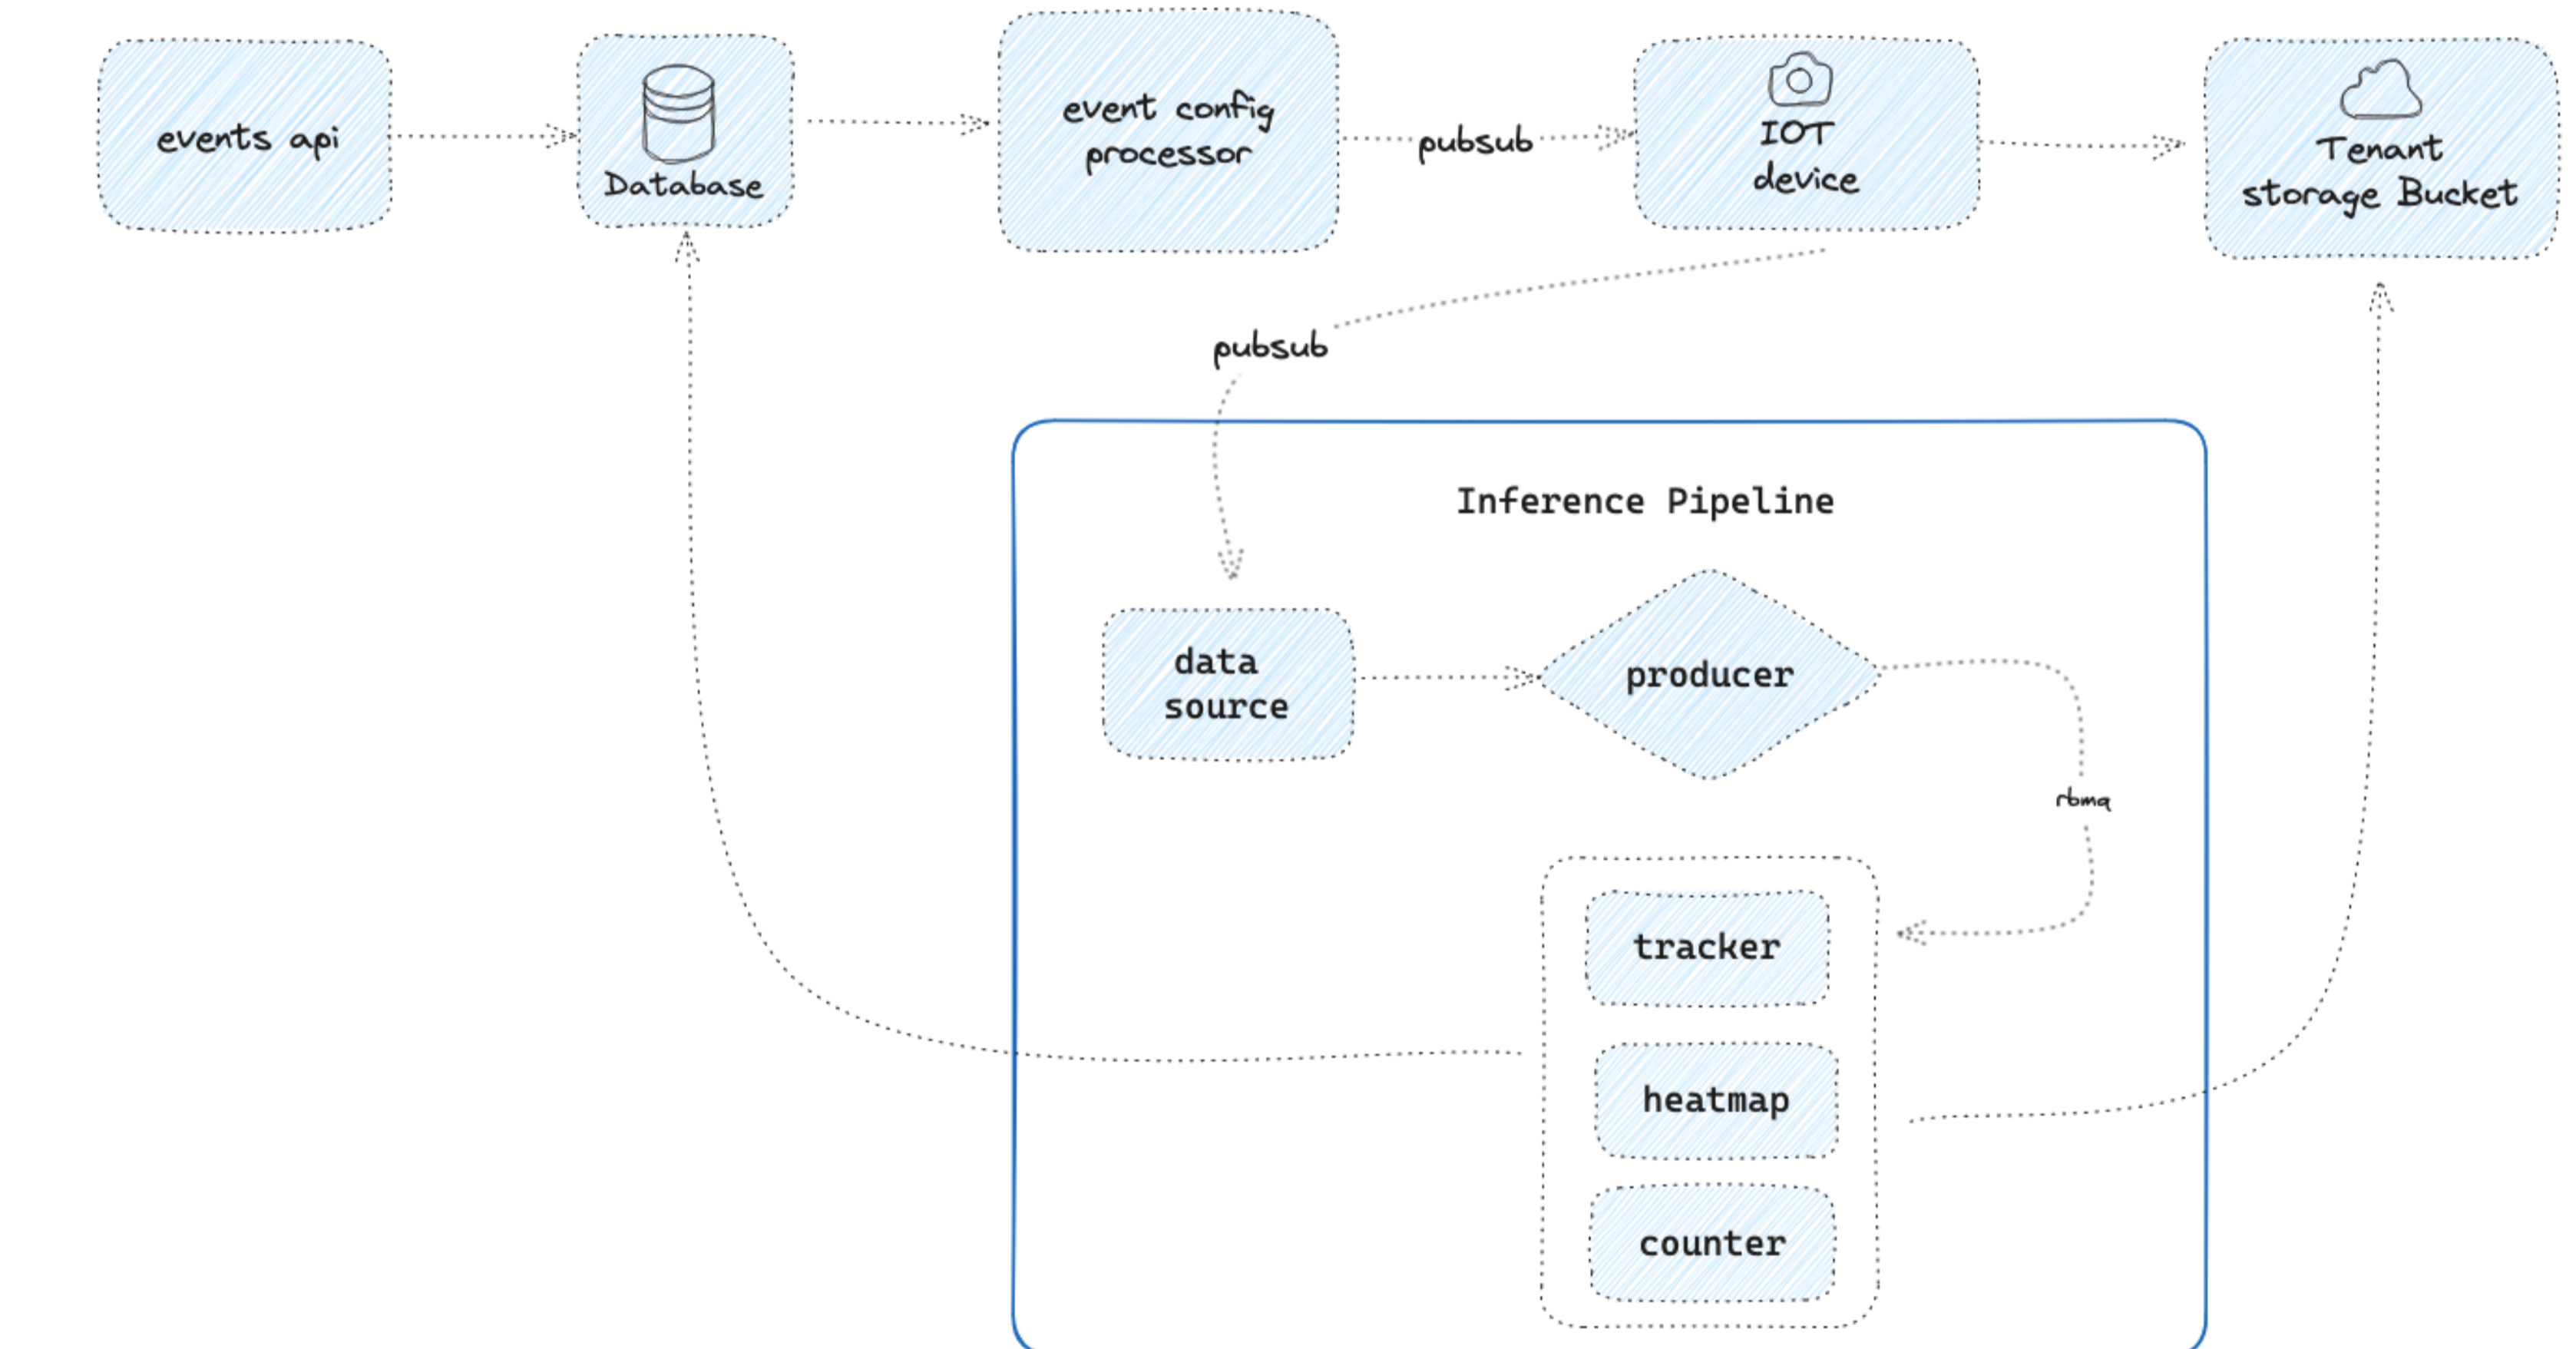 events api
Database
event config
processor
pubsub
IOT
device
Tenant
storage Bucket
pubsub
Inference Pipeline
data
source
producer
rbmq
tracker
heatmap
counter